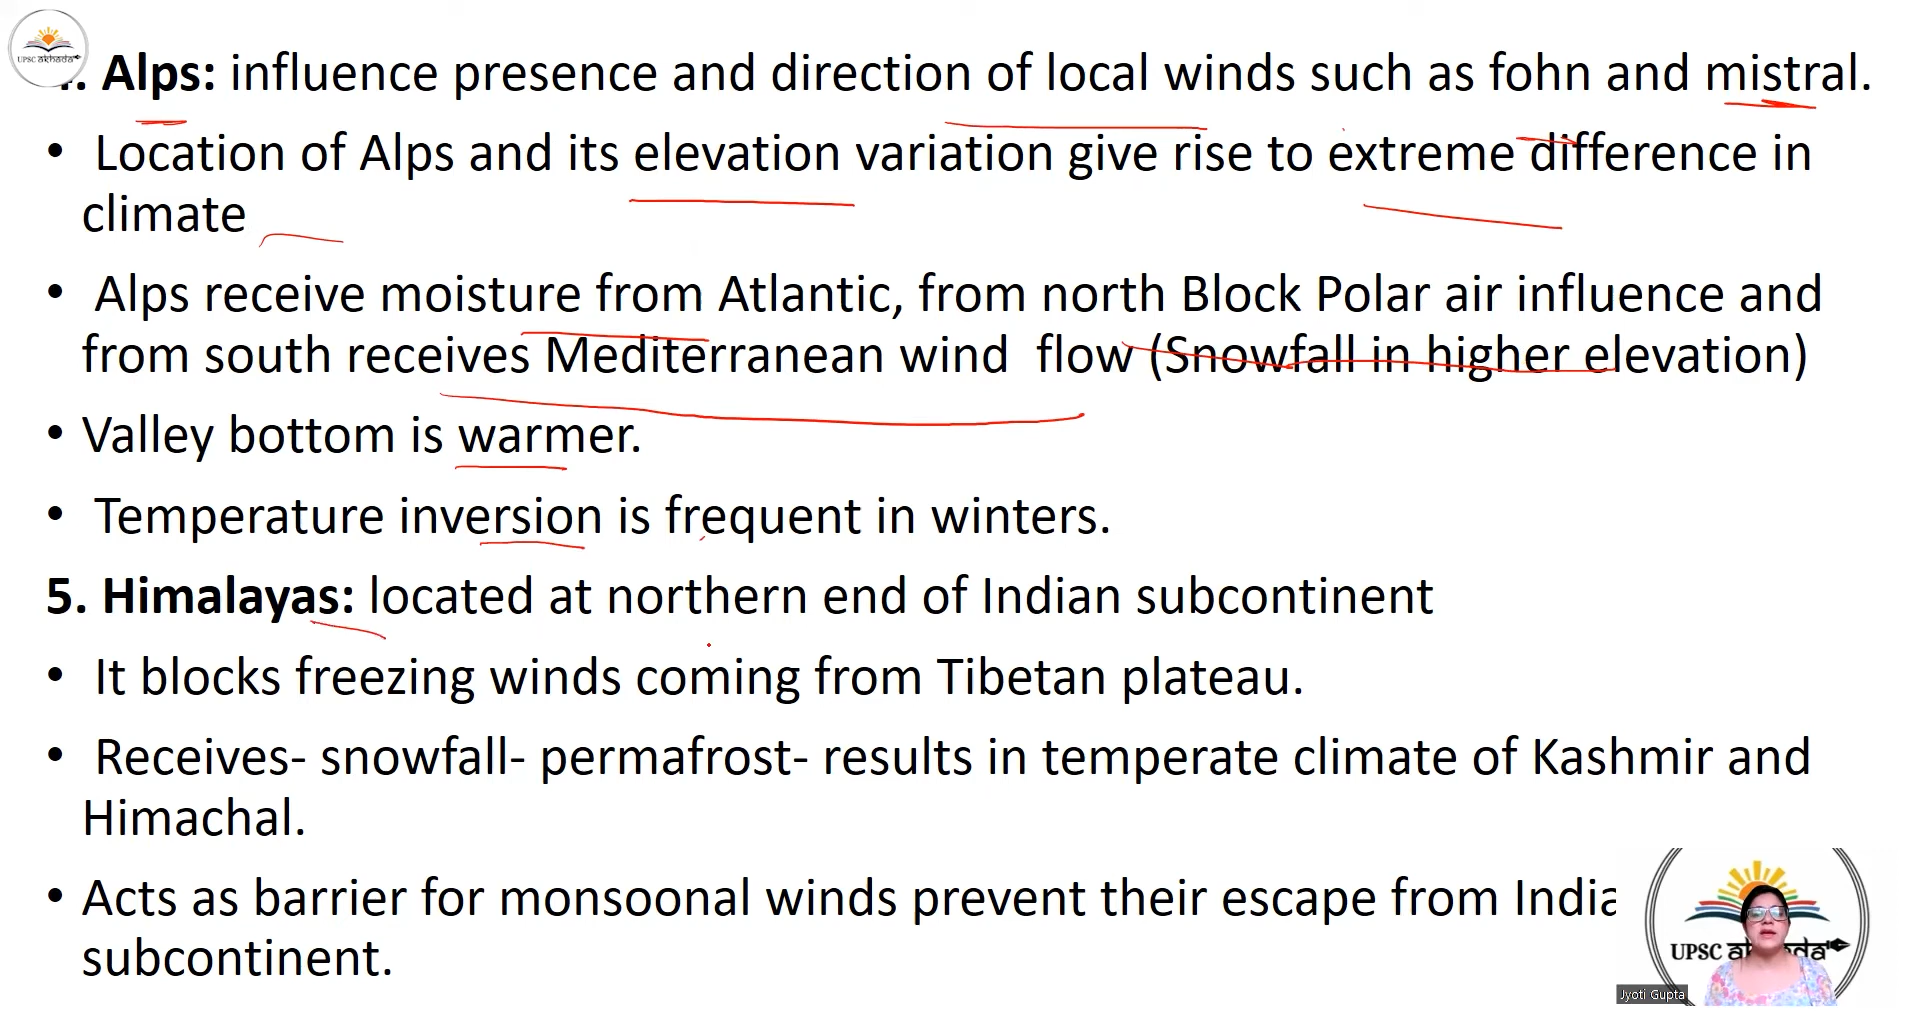 UPSC akhada
4. Alps: influence presence and direction of local winds such as fohn and mistral.
• Location of Alps and its elevation variation give rise to extreme difference in
climate
• Alps receive moisture from Atlantic, from north Block Polar air influence and
from south receives Mediterranean wind flow (Snowfall in higher elevation)
• Valley bottom is warmer.
• Temperature inversion is frequent in winters.
5. Himalayas: located at northern end of Indian subcontinent
• It blocks freezing winds coming from Tibetan plateau.
• Receives- snowfall- permafrost- results in temperate climate of Kashmir and
Himachal.
• Acts as barrier for monsoonal winds prevent their escape from India
subcontinent.
UPSC akhada
Jyoti Gupta